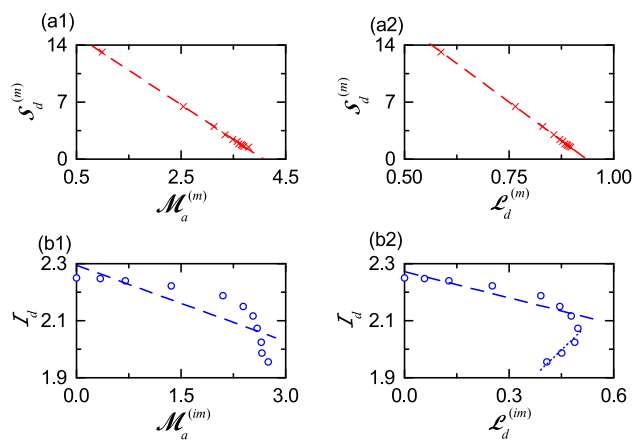 (a1)
14
7
0
0.5 2.5 4.5
𝒮_d^(m)
ℳ_a^(m)
(a2)
14
7
0
0.50 0.75 1.00
𝒮_d^(m)
ℒ_d^(m)
(b1)
2.3
2.1
1.9
0.0 1.5 3.0
ℐ_d
ℳ_a^(im)
(b2)
2.3
2.1
1.9
0.0 0.3 0.6
ℐ_d
ℒ_d^(im)